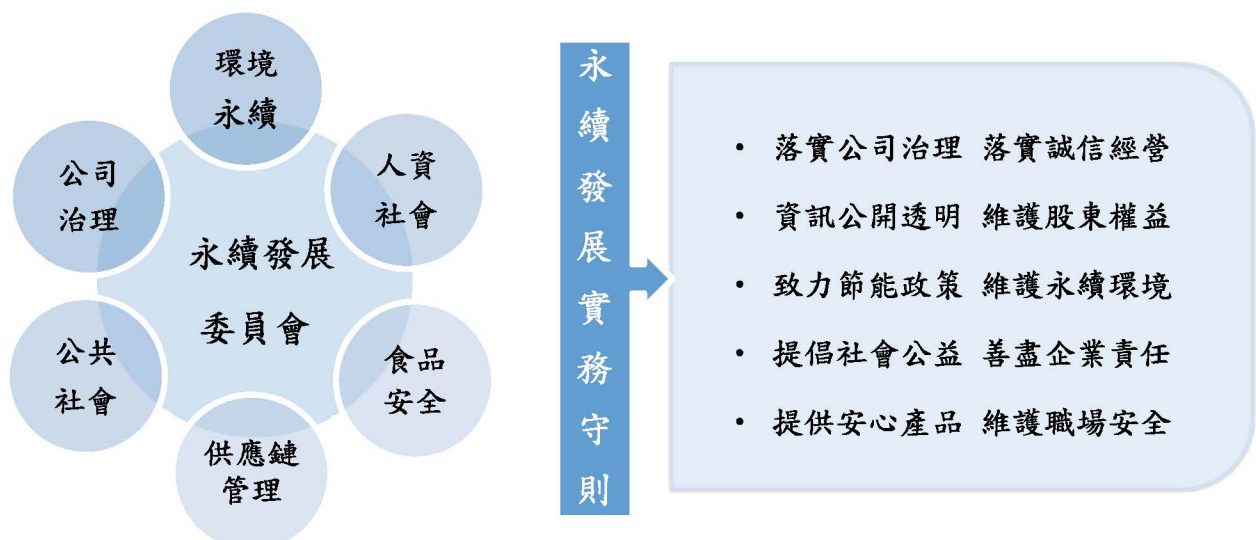 環境
永續
人資
社會
食品
安全
供應鏈
管理
公共
社會
公司
治理
永續發展
委員會
永續發展實務守則
• 落實公司治理 落實誠信經營
• 資訊公開透明 維護股東權益
• 致力節能政策 維護永續環境
• 提倡社會公益 善盡企業責任
• 提供安心產品 維護職場安全